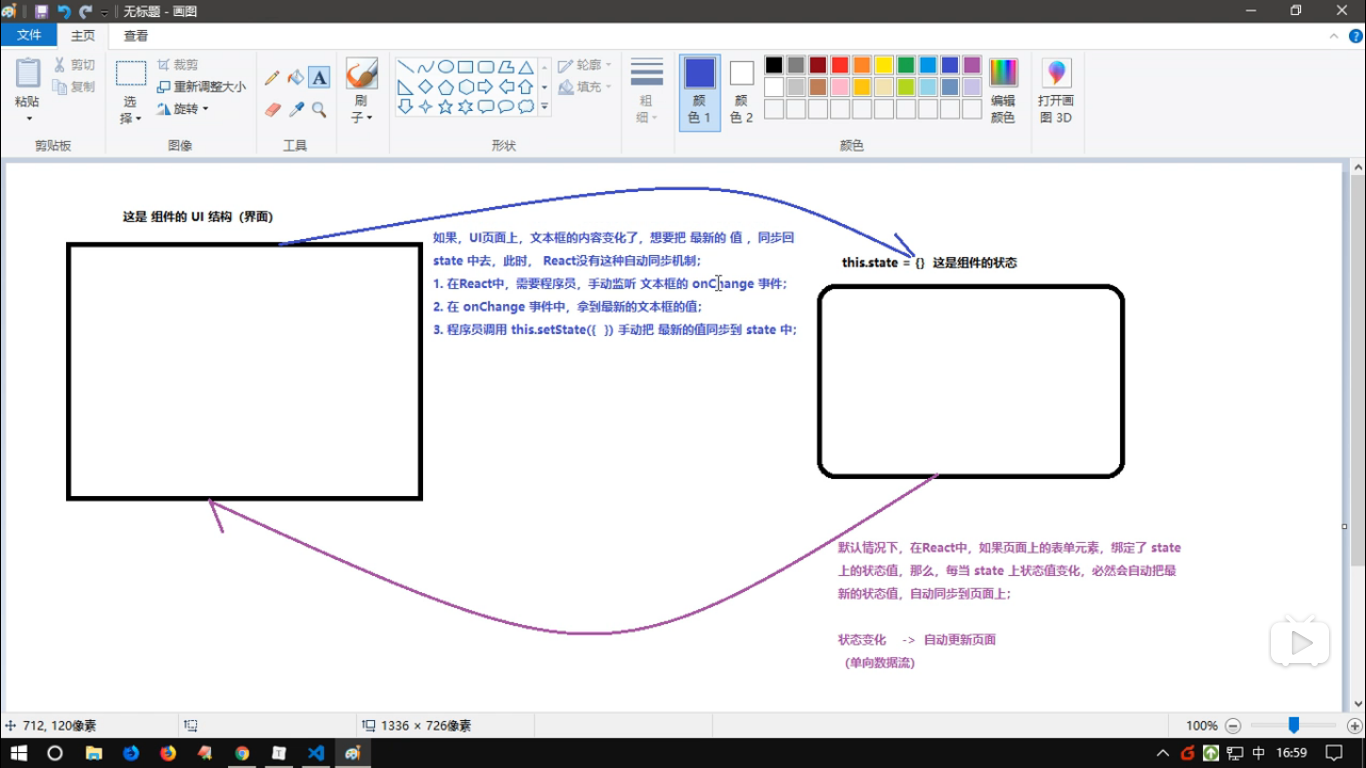 无标题 - 画图
文件
主页
查看
粘贴
剪切
复制
剪贴板
选
择
裁剪
重新调整大小
旋转
图像
A
工具
刷
子
轮廓
填充
形状
粗
细
颜
色 1
颜
色 2
颜色
编辑
颜色
打开画
图 3D
这是 组件的 UI 结构（界面）
如果，UI页面上，文本框的内容变化了，想要把 最新的 值 ，同步回
state 中去，此时， React没有这种自动同步机制；
1. 在React中，需要程序员，手动监听 文本框的 onChange 事件；
2. 在 onChange 事件中，拿到最新的文本框的值；
3. 程序员调用 this.setState({ }) 手动把 最新的值同步到 state 中；
this.state = {} 这是组件的状态
默认情况下，在React中，如果页面上的表单元素，绑定了 state
上的状态值，那么，每当 state 上状态值变化，必然会自动把最
新的状态值，自动同步到页面上；
状态变化 -> 自动更新页面
（单向数据流）
712, 120像素
1336 × 726像素
100%
中
16:59